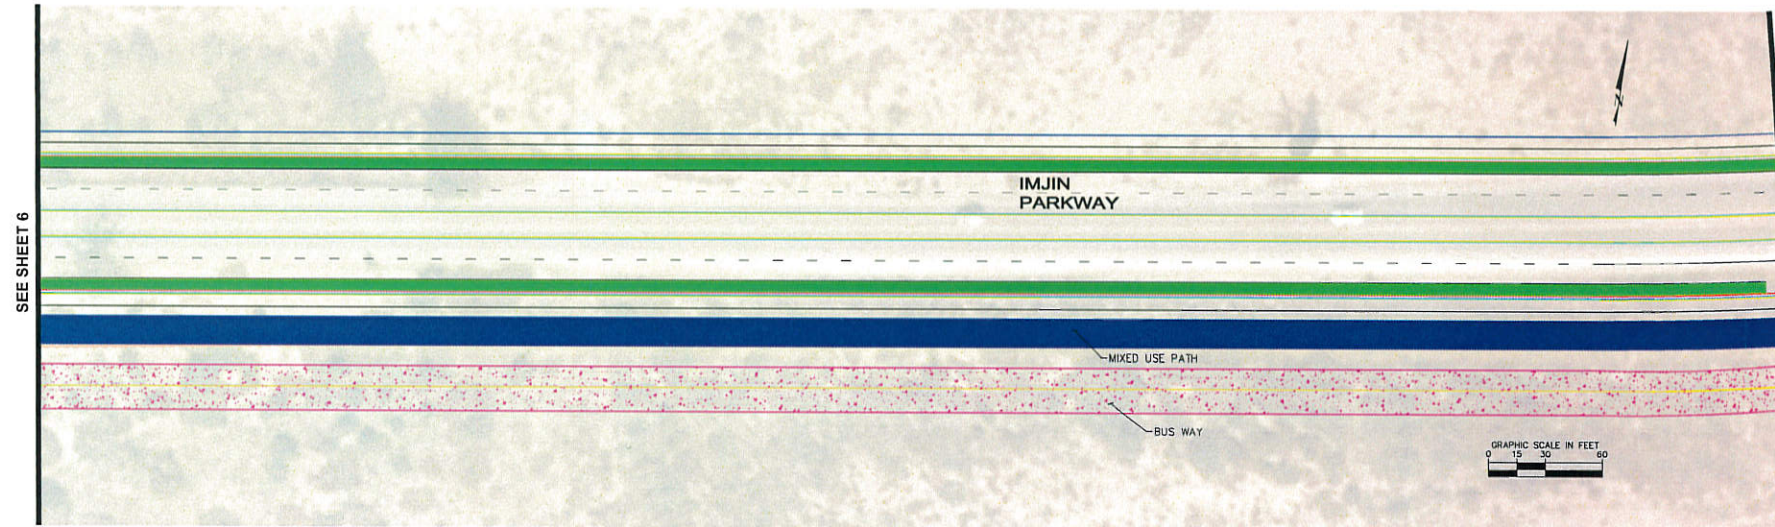 SEE SHEET 6
N
IMJIN
PARKWAY
MIXED USE PATH
BUS WAY
GRAPHIC SCALE IN FEET
0 15 30 60